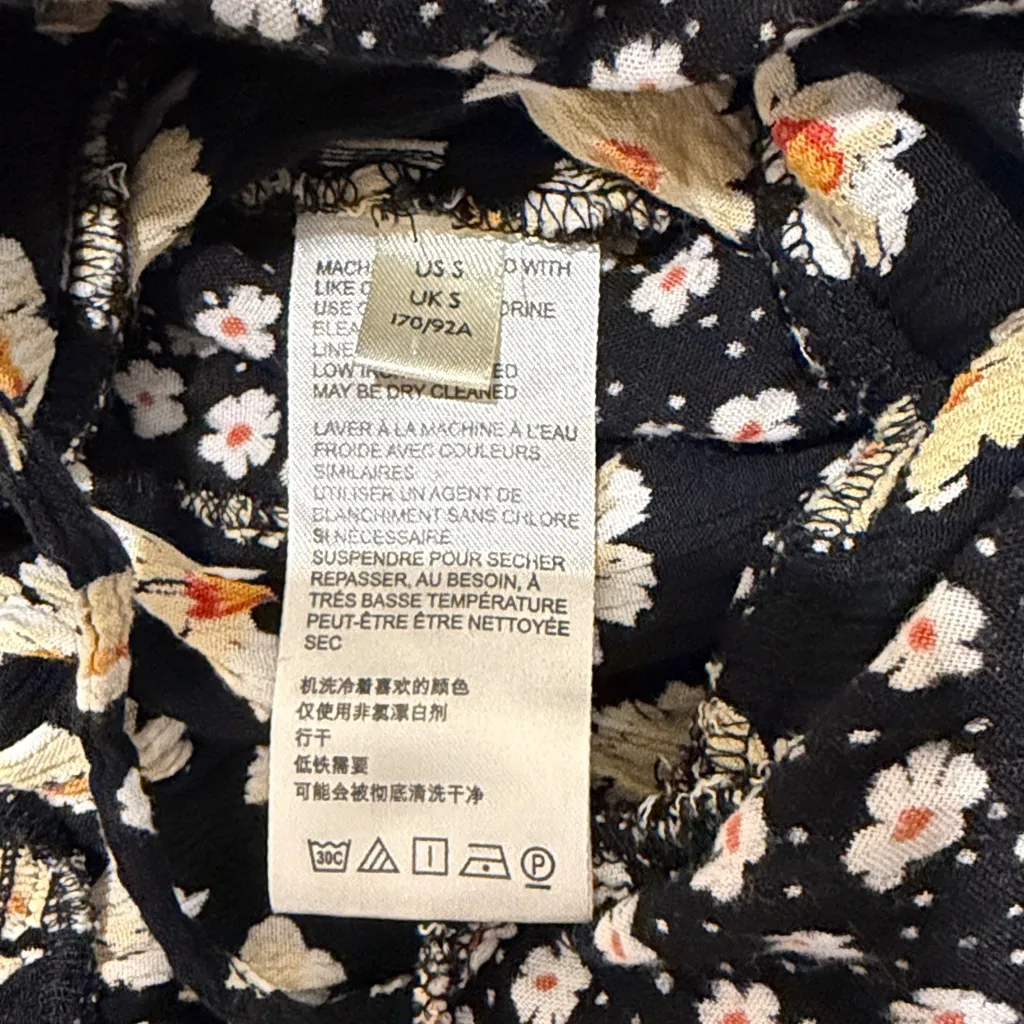 US S
UK S
170/92A
MACH D WITH
LIKE
USE RINE
BLEA
LINE
LOW ED
MAY BE DRY CLEANED
LAVER À LA MACHINE À L'EAU
FROIDE AVEC COULEURS
SIMILAIRES
UTILISER UN AGENT DE
BLANCHIMENT SANS CHLORE
SI NECESSAIRE
SUSPENDRE POUR SECHER
REPASSER, AU BESOIN, À
TRÉS BASSE TEMPÉRATURE
PEUT-ÊTRE ÊTRE NETTOYÉE
SEC
机洗冷着喜欢的颜色
仅使用非氯漂白剂
行干
低铁需要
可能会被彻底清洗干净
30C P